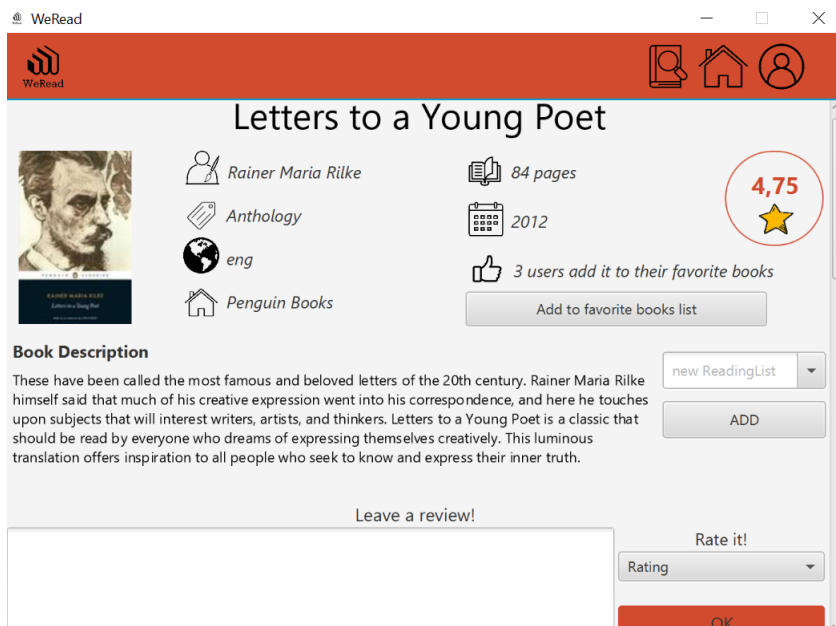 WeRead
WeRead
Letters to a Young Poet
Rainer Maria Rilke
84 pages
4,75
Anthology
2012
eng
3 users add it to their favorite books
Penguin Books
Add to favorite books list
PENGUIN CLASSICS
RAINER MARIA RILKE
Letters to a Young Poet
Book Description
new ReadingList
These have been called the most famous and beloved letters of the 20th century. Rainer Maria Rilke
himself said that much of his creative expression went into his correspondence, and here he touches
upon subjects that will interest writers, artists, and thinkers. Letters to a Young Poet is a classic that
should be read by everyone who dreams of expressing themselves creatively. This luminous
translation offers inspiration to all people who seek to know and express their inner truth.
ADD
Leave a review!
Rate it!
Rating
OK